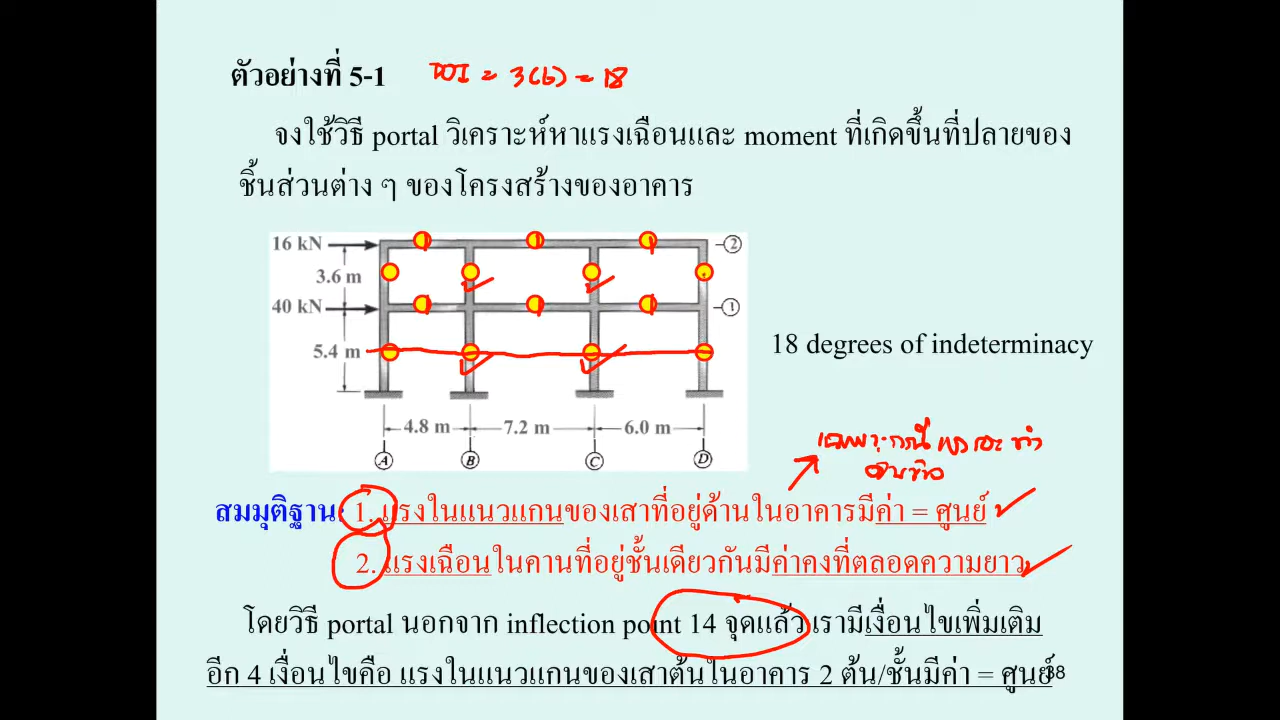 ตัวอย่างที่ 5-1 DOI = 3(6) = 18
จงใช้วิธี portal วิเคราะห์หาแรงเฉือนและ moment ที่เกิดขึ้นที่ปลายของ
ชิ้นส่วนต่าง ๆ ของโครงสร้างของอาคาร
16 kN 2
3.6 m
40 kN 1
5.4 m
18 degrees of indeterminacy
4.8 m 7.2 m 6.0 m
A B C D
เฉพาะกรณี
สมมุติฐาน: 1. แรงในแนวแกนของเสาที่อยู่ด้านในอาคารมีค่า = ศูนย์
2. แรงเฉือนในคานที่อยู่ชั้นเดียวกันมีค่าคงที่ตลอดความยาว
โดยวิธี portal นอกจาก inflection point 14 จุดแล้ว เรามีเงื่อนไขเพิ่มเติม
อีก 4 เงื่อนไขคือ แรงในแนวแกนของเสาต้นในอาคาร 2 ต้น/ชั้นมีค่า = ศูนย์
38